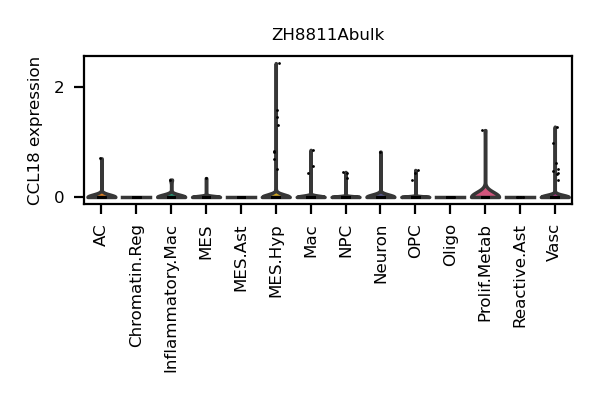 ZH8811Abulk
CCL18 expression
2
0
AC
Chromatin.Reg
Inflammatory.Mac
MES
MES.Ast
MES.Hyp
Mac
NPC
Neuron
OPC
Oligo
Prolif.Metab
Reactive.Ast
Vasc